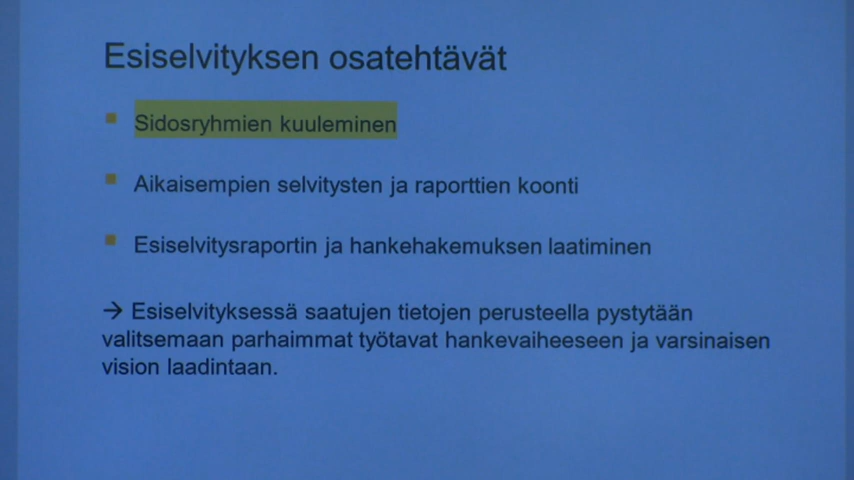 Esiselvityksen osatehtävät
Sidosryhmien kuuleminen
Aikaisempien selvitysten ja raporttien koonti
Esiselvitysraportin ja hankehakemuksen laatiminen
→ Esiselvityksessä saatujen tietojen perusteella pystytään
valitsemaan parhaimmat työtavat hankevaiheeseen ja varsinaisen
vision laadintaan.